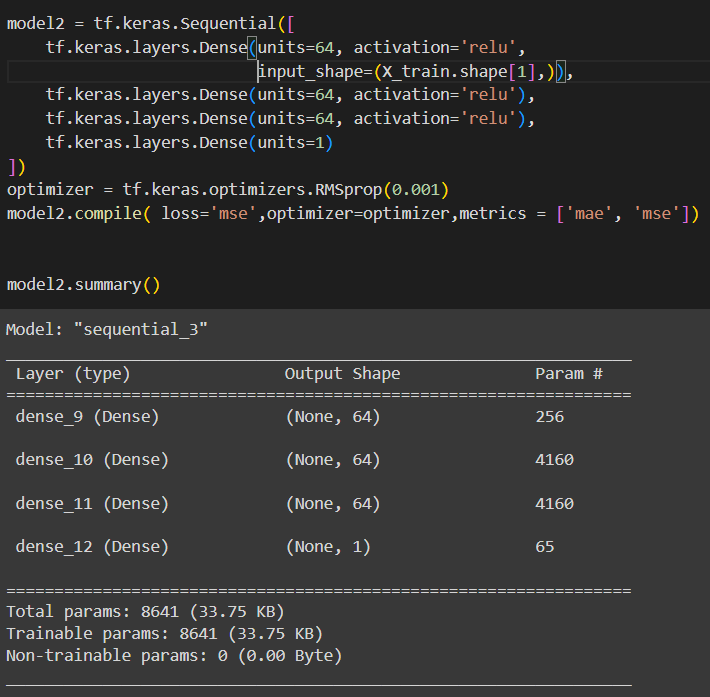 model2 = tf.keras.Sequential([
    tf.keras.layers.Dense(units=64, activation='relu',
                          input_shape=(X_train.shape[1],)),
    tf.keras.layers.Dense(units=64, activation='relu'),
    tf.keras.layers.Dense(units=64, activation='relu'),
    tf.keras.layers.Dense(units=1)
])
optimizer = tf.keras.optimizers.RMSprop(0.001)
model2.compile( loss='mse',optimizer=optimizer,metrics = ['mae', 'mse'])
model2.summary()
Model: "sequential_3"
Layer (type) Output Shape Param #
dense_9 (Dense) (None, 64) 256
dense_10 (Dense) (None, 64) 4160
dense_11 (Dense) (None, 64) 4160
dense_12 (Dense) (None, 1) 65
Total params: 8641 (33.75 KB)
Trainable params: 8641 (33.75 KB)
Non-trainable params: 0 (0.00 Byte)